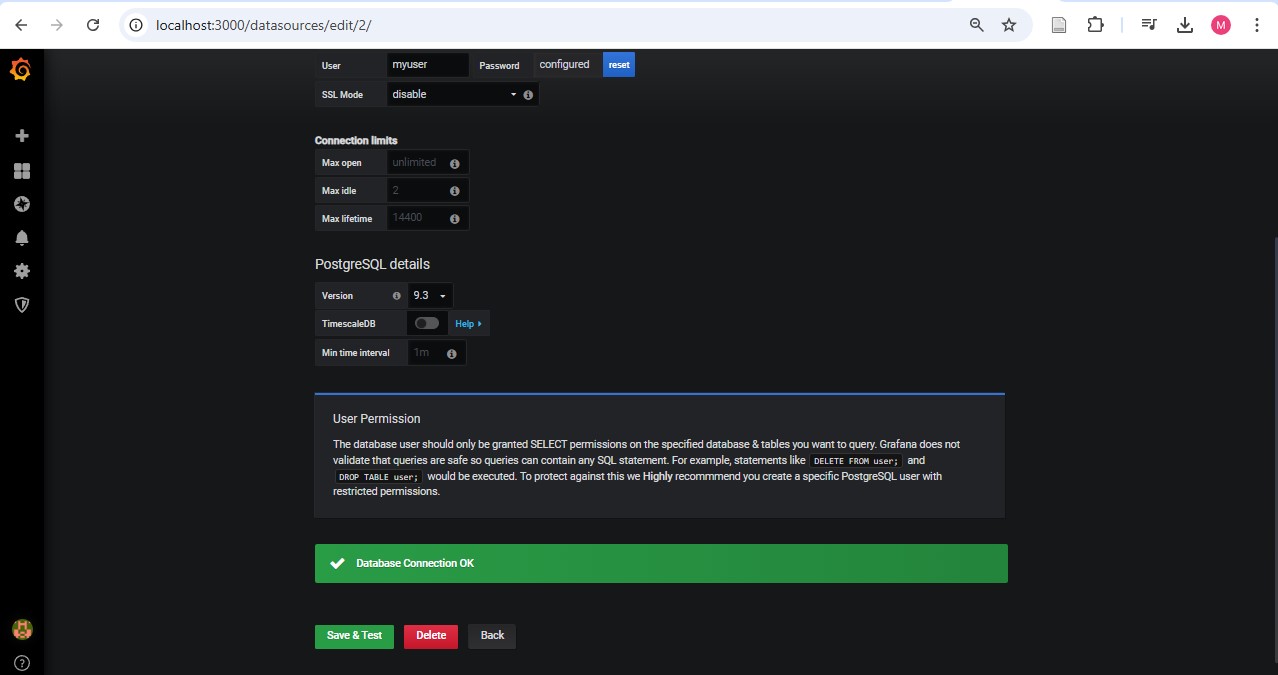 localhost:3000/datasources/edit/2/
M
User myuser Password configured reset
SSL Mode disable
Connection limits
Max open unlimited
Max idle 2
Max lifetime 14400
PostgreSQL details
Version 9.3
TimescaleDB Help
Min time interval 1m
User Permission
The database user should only be granted SELECT permissions on the specified database & tables you want to query. Grafana does not
validate that queries are safe so queries can contain any SQL statement. For example, statements like DELETE FROM user; and
DROP TABLE user; would be executed. To protect against this we Highly recommmend you create a specific PostgreSQL user with
restricted permissions.
Database Connection OK
Save & Test Delete Back